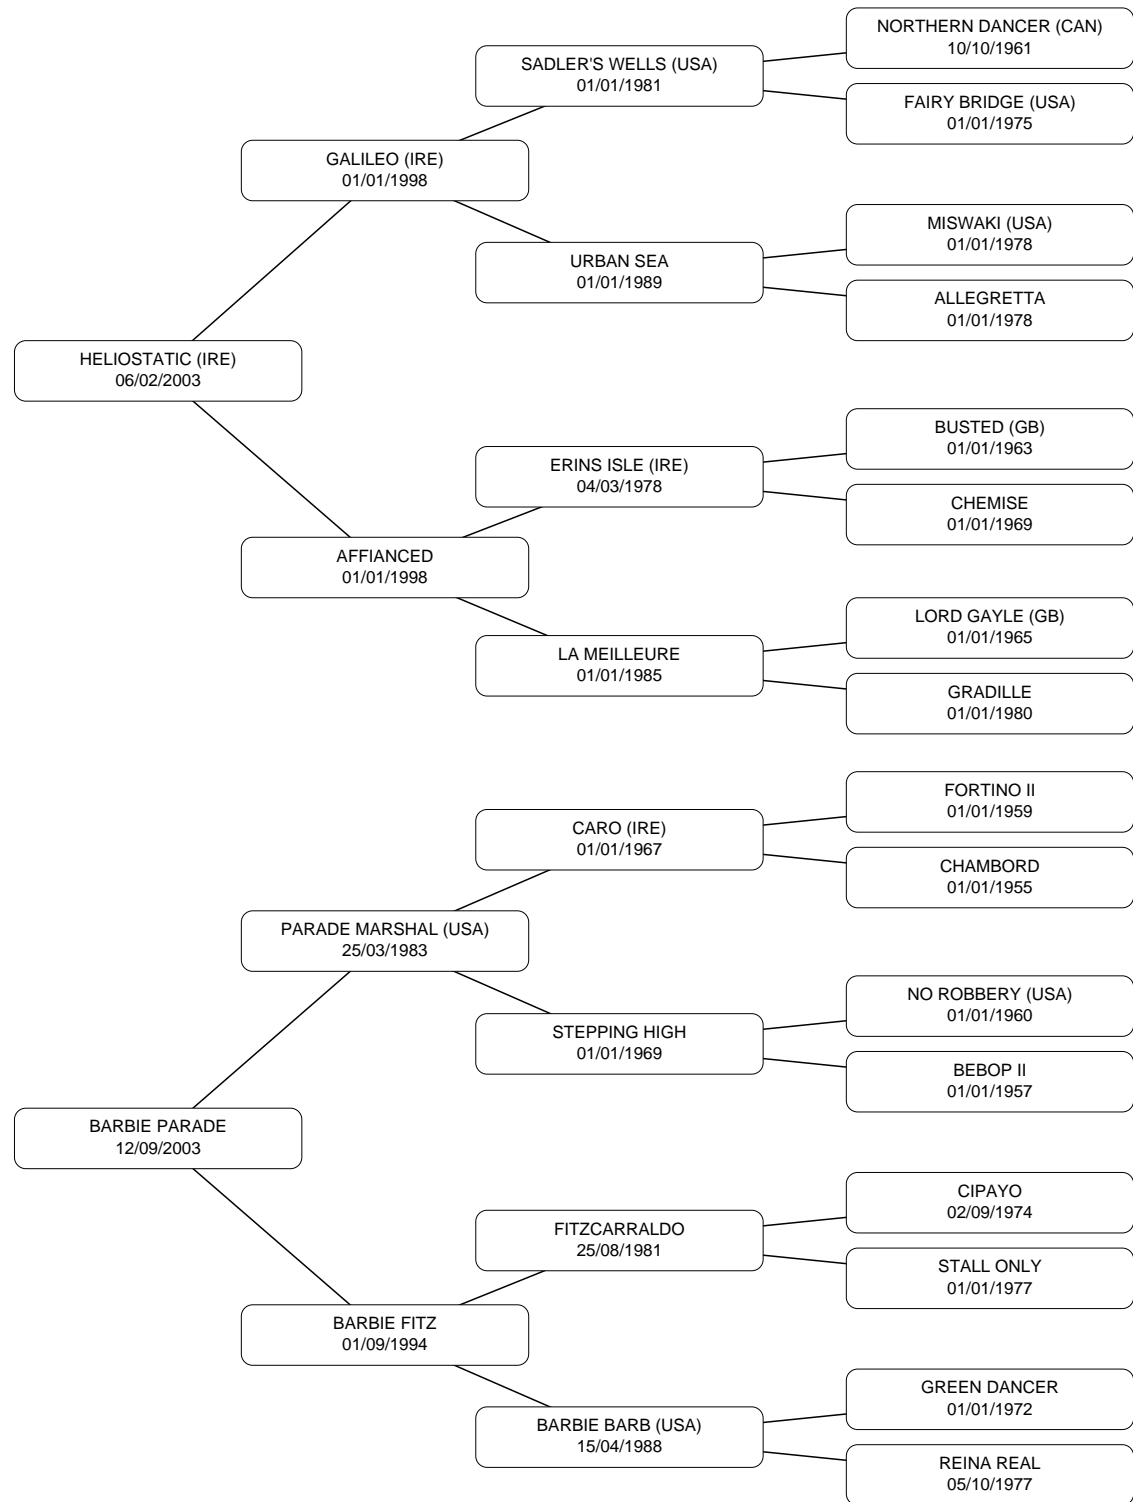 NORTHERN DANCER (CAN)
10/10/1961
SADLER'S WELLS (USA)
01/01/1981
FAIRY BRIDGE (USA)
01/01/1975
GALILEO (IRE)
01/01/1998
MISWAKI (USA)
01/01/1978
URBAN SEA
01/01/1989
ALLEGRETTA
01/01/1978
HELIOSTATIC (IRE)
06/02/2003
BUSTED (GB)
01/01/1963
ERINS ISLE (IRE)
04/03/1978
CHEMISE
01/01/1969
AFFIANCED
01/01/1998
LORD GAYLE (GB)
01/01/1965
LA MEILLEURE
01/01/1985
GRADILLE
01/01/1980
FORTINO II
01/01/1959
CARO (IRE)
01/01/1967
CHAMBORD
01/01/1955
PARADE MARSHAL (USA)
25/03/1983
NO ROBBERY (USA)
01/01/1960
STEPPING HIGH
01/01/1969
BEBOP II
01/01/1957
BARBIE PARADE
12/09/2003
CIPAYO
02/09/1974
FITZCARRALDO
25/08/1981
STALL ONLY
01/01/1977
BARBIE FITZ
01/09/1994
GREEN DANCER
01/01/1972
BARBIE BARB (USA)
15/04/1988
REINA REAL
05/10/1977